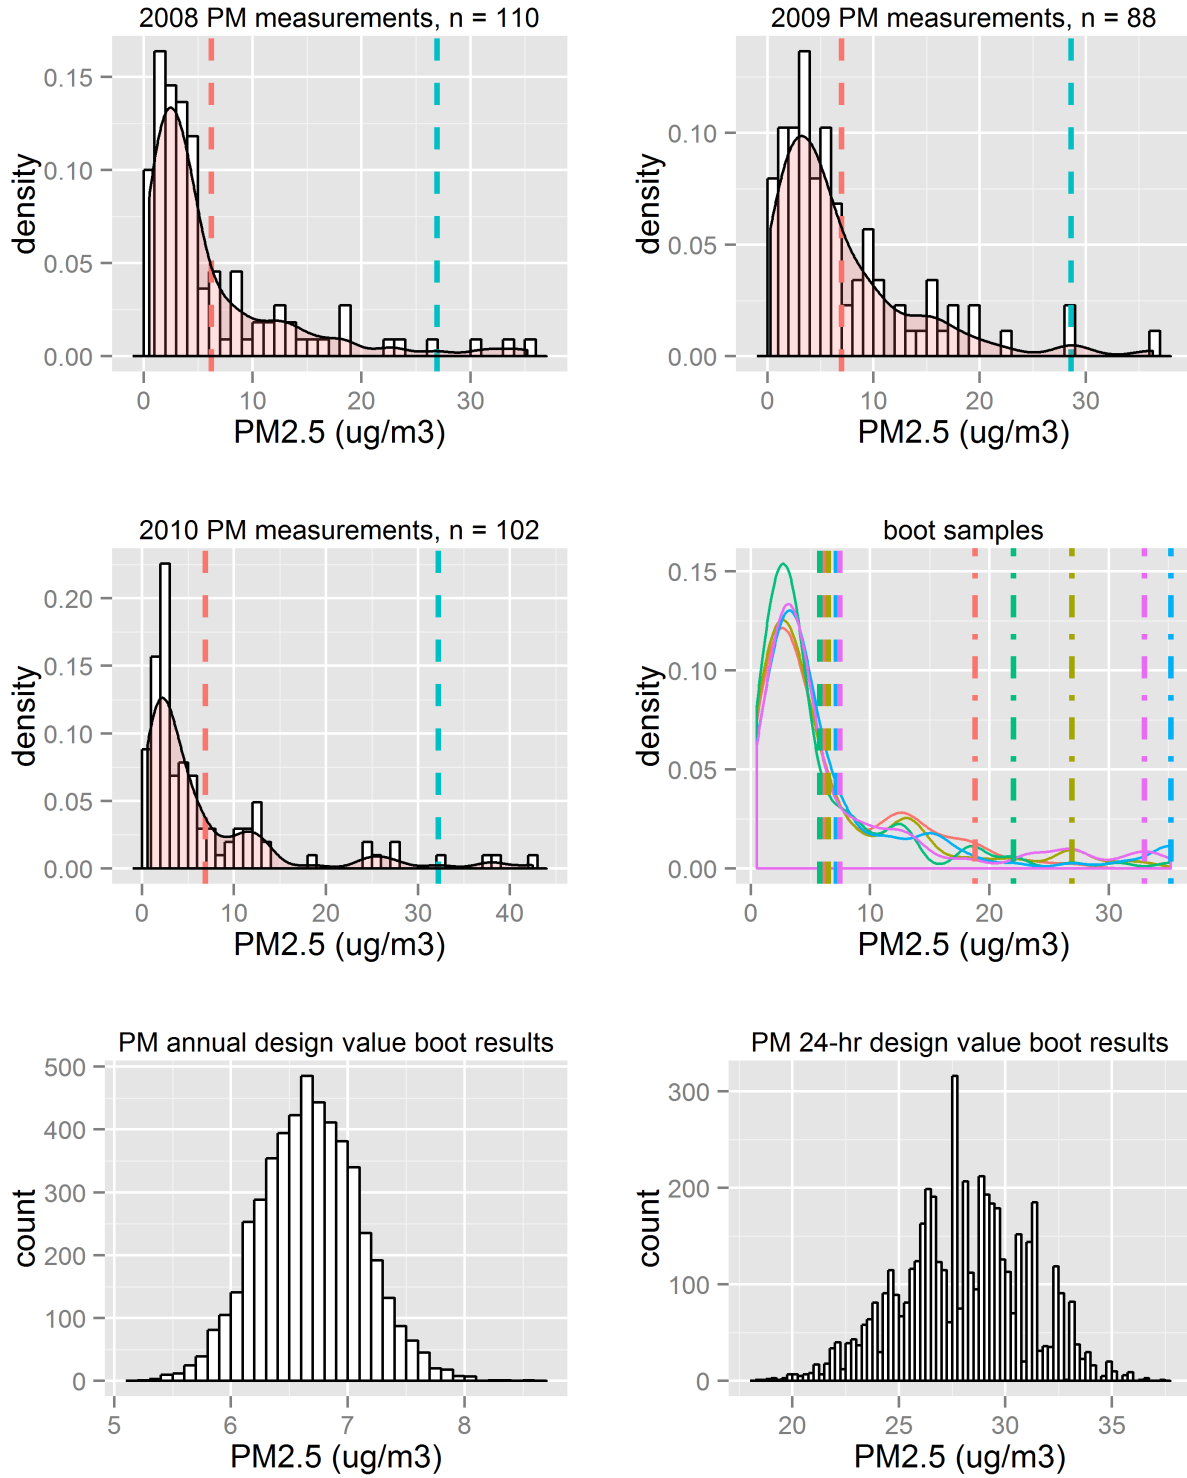 2008 PM measurements, n = 110
density
0.15
0.10
0.05
0.00
0 10 20 30
PM2.5 (ug/m3)
2009 PM measurements, n = 88
density
0.10
0.05
0.00
0 10 20 30
PM2.5 (ug/m3)
2010 PM measurements, n = 102
density
0.20
0.15
0.10
0.05
0.00
0 10 20 30 40
PM2.5 (ug/m3)
boot samples
density
0.15
0.10
0.05
0.00
0 10 20 30
PM2.5 (ug/m3)
PM annual design value boot results
count
500
400
300
200
100
0
5 6 7 8
PM2.5 (ug/m3)
PM 24-hr design value boot results
count
300
200
100
0
20 25 30 35
PM2.5 (ug/m3)